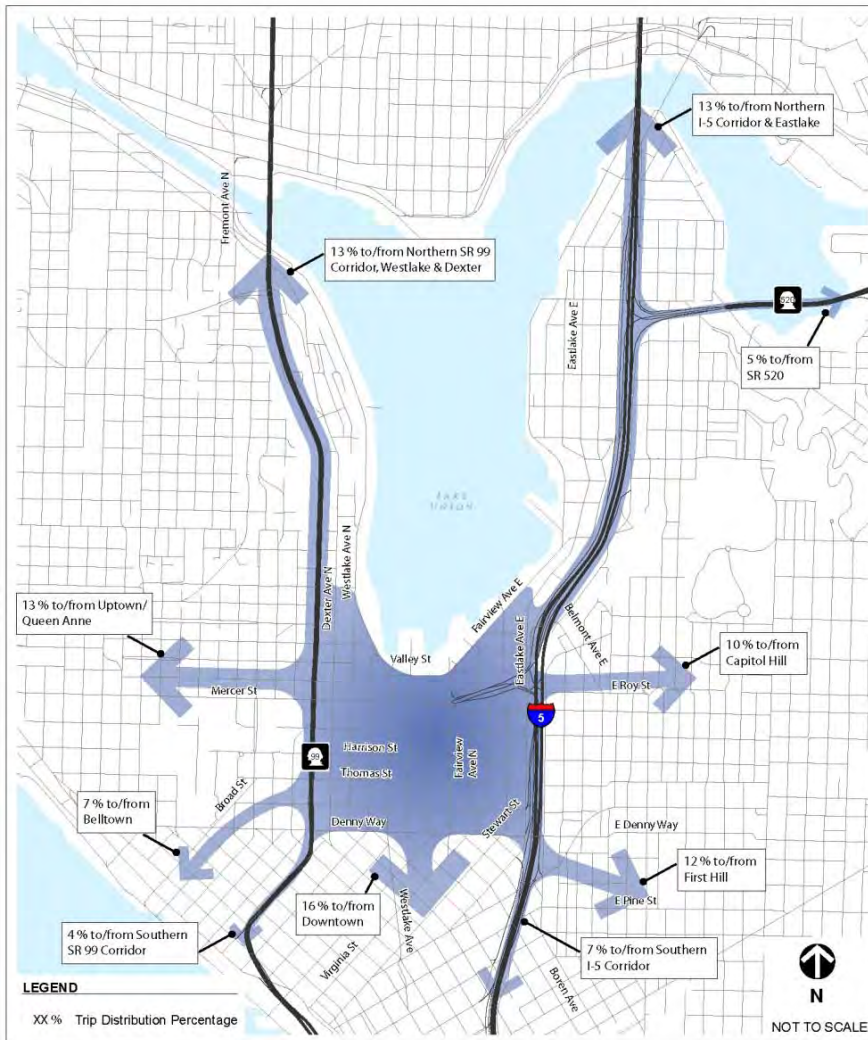 13 % to/from Northern
I-5 Corridor & Eastlake
Fremont Ave N
13 % to/from Northern SR 99
Corridor, Westlake & Dexter
520
Eastlake Ave E
5 % to/from
SR 520
LAKE
UNION
Westlake Ave N
Dexter Ave N
13 % to/from Uptown/
Queen Anne
Fairview Ave E
Belmont Ave E
Eastlake Ave E
Valley St
10 % to/from
Capitol Hill
Mercer St
E Roy St
5
99
Harrison St
Thomas St
Fairview
Ave N
Broad St
7 % to/from
Belltown
Denny Way
Stewart St
E Denny Way
12 % to/from
First Hill
16 % to/from
Downtown
Westlake Ave
E Pine St
4 % to/from Southern
SR 99 Corridor
Virginia St
7 % to/from Southern
I-5 Corridor
Boren Ave
N
LEGEND
XX % Trip Distribution Percentage
NOT TO SCALE